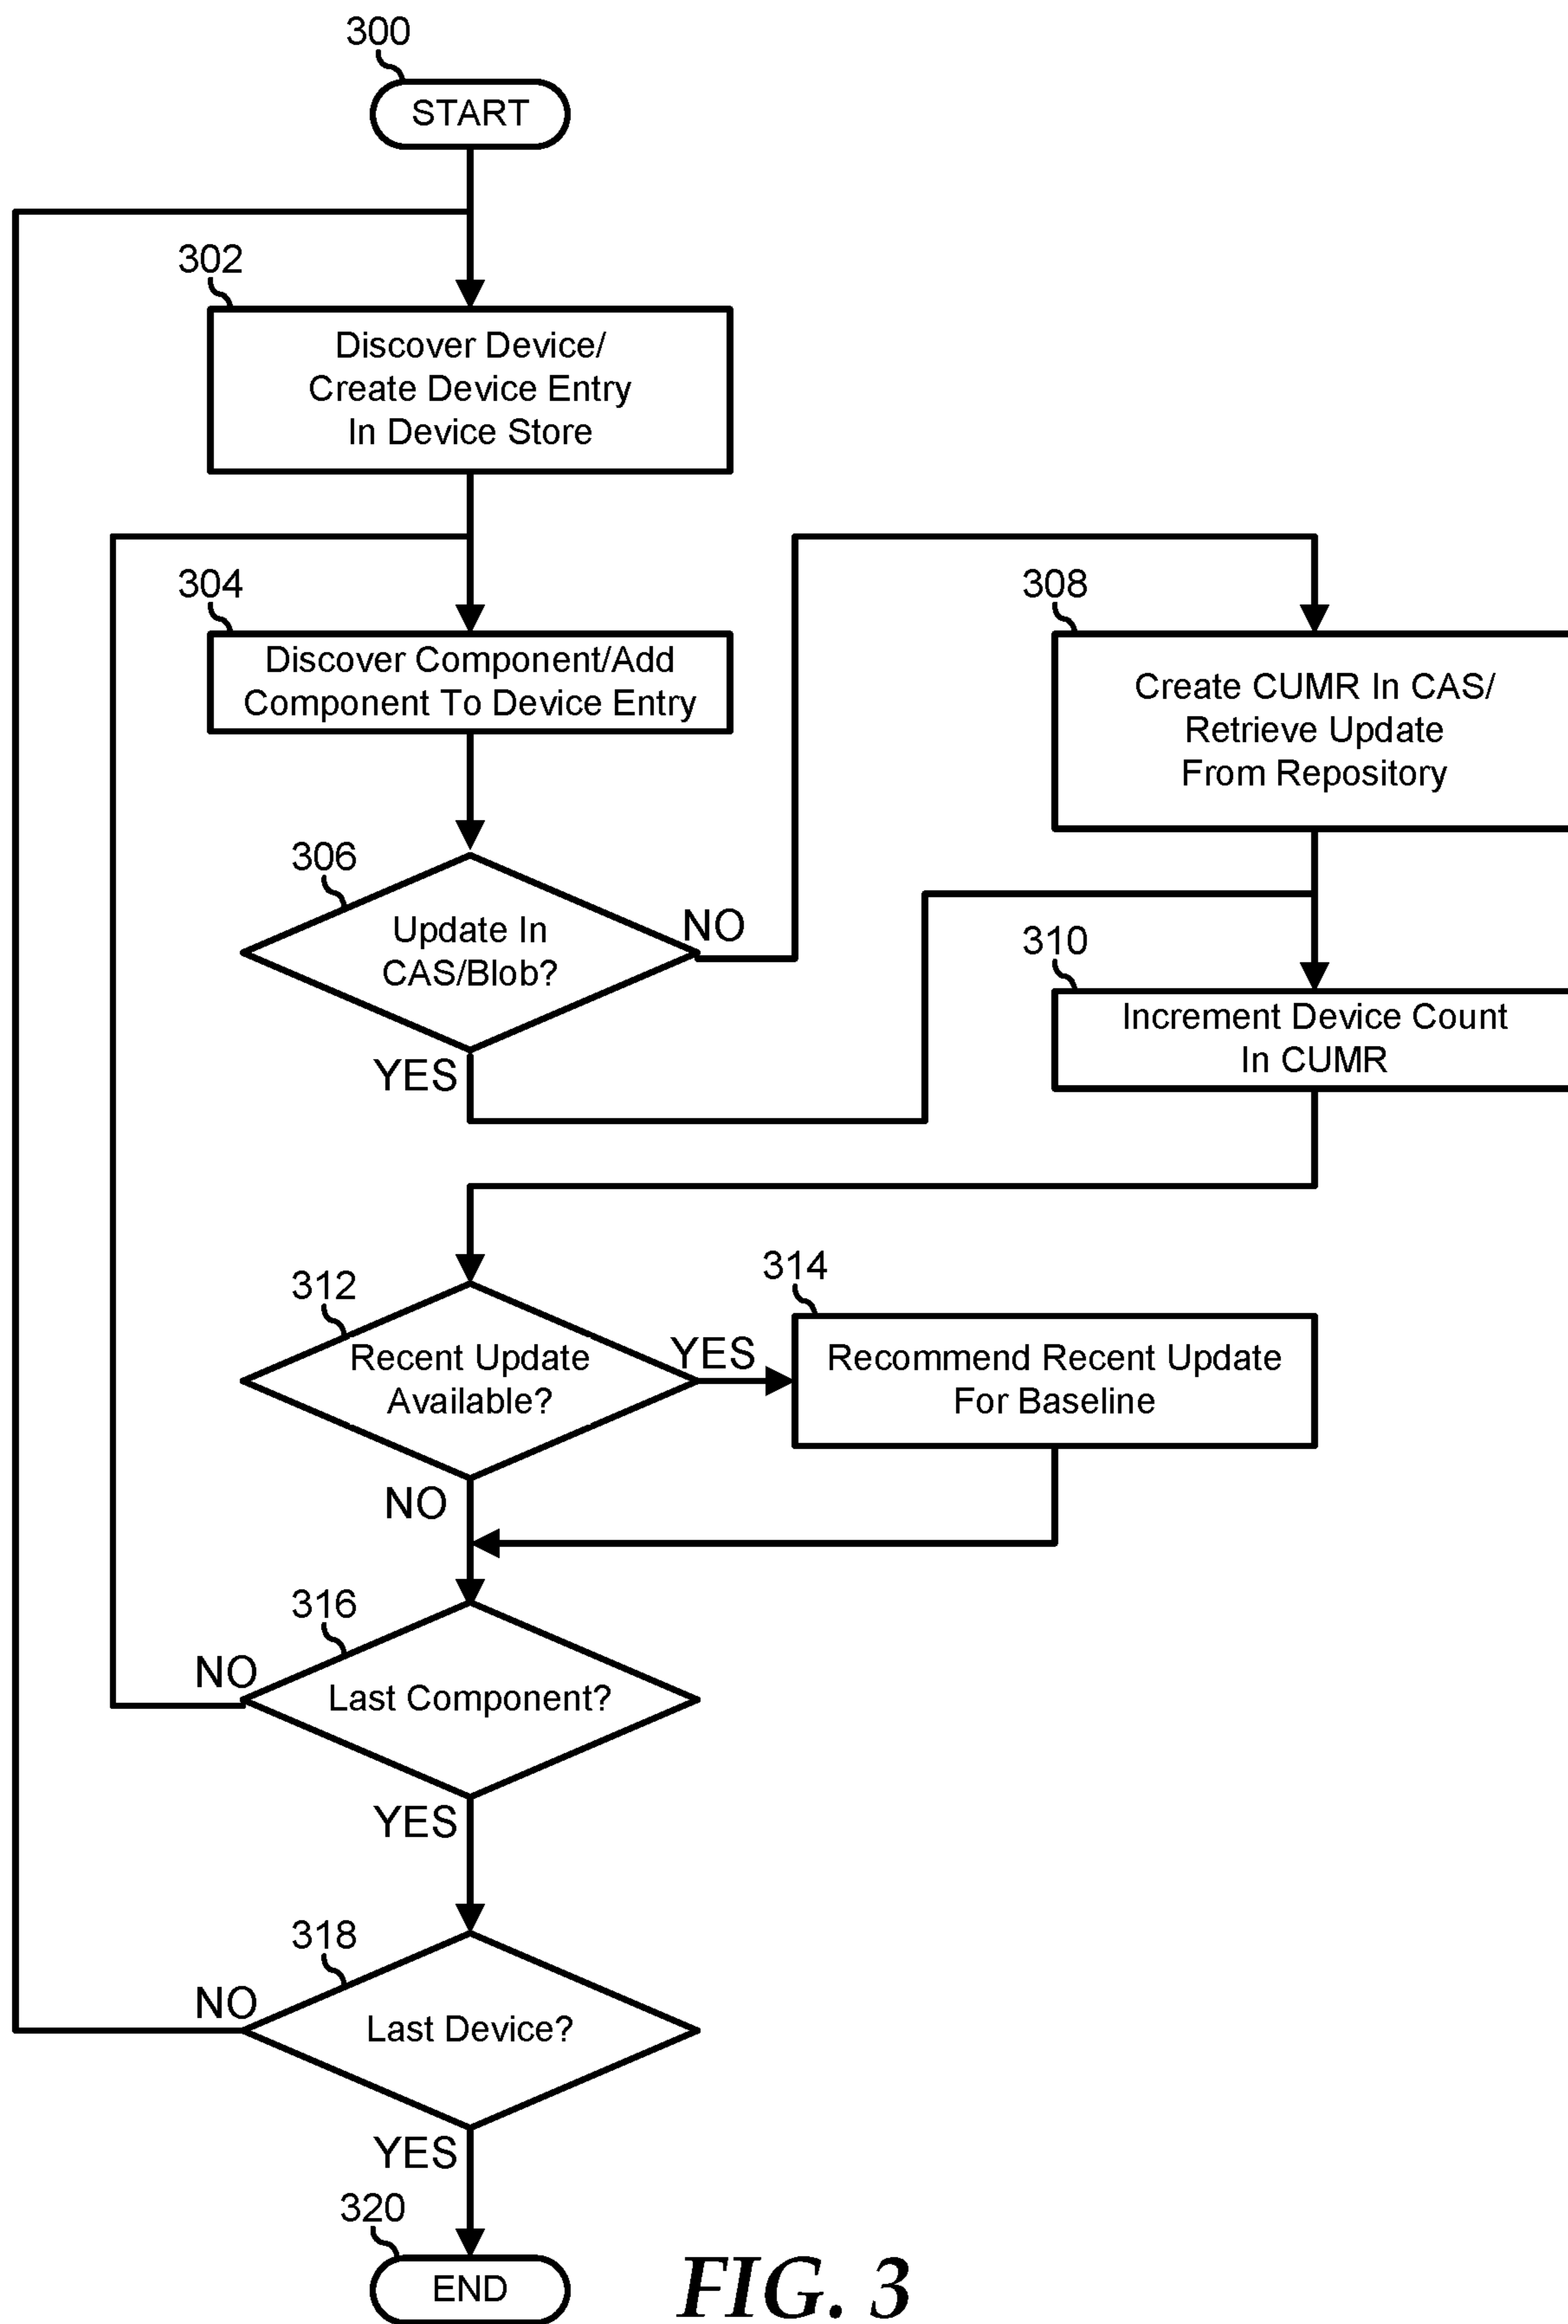 300
START
302
Discover Device/
Create Device Entry
In Device Store
304
Discover Component/Add
Component To Device Entry
306
Update In
CAS/Blob?
NO
YES
308
Create CUMR In CAS/
Retrieve Update
From Repository
310
Increment Device Count
In CUMR
312
Recent Update
Available?
YES
NO
314
Recommend Recent Update
For Baseline
316
Last Component?
NO
YES
318
Last Device?
NO
YES
320
END
FIG. 3